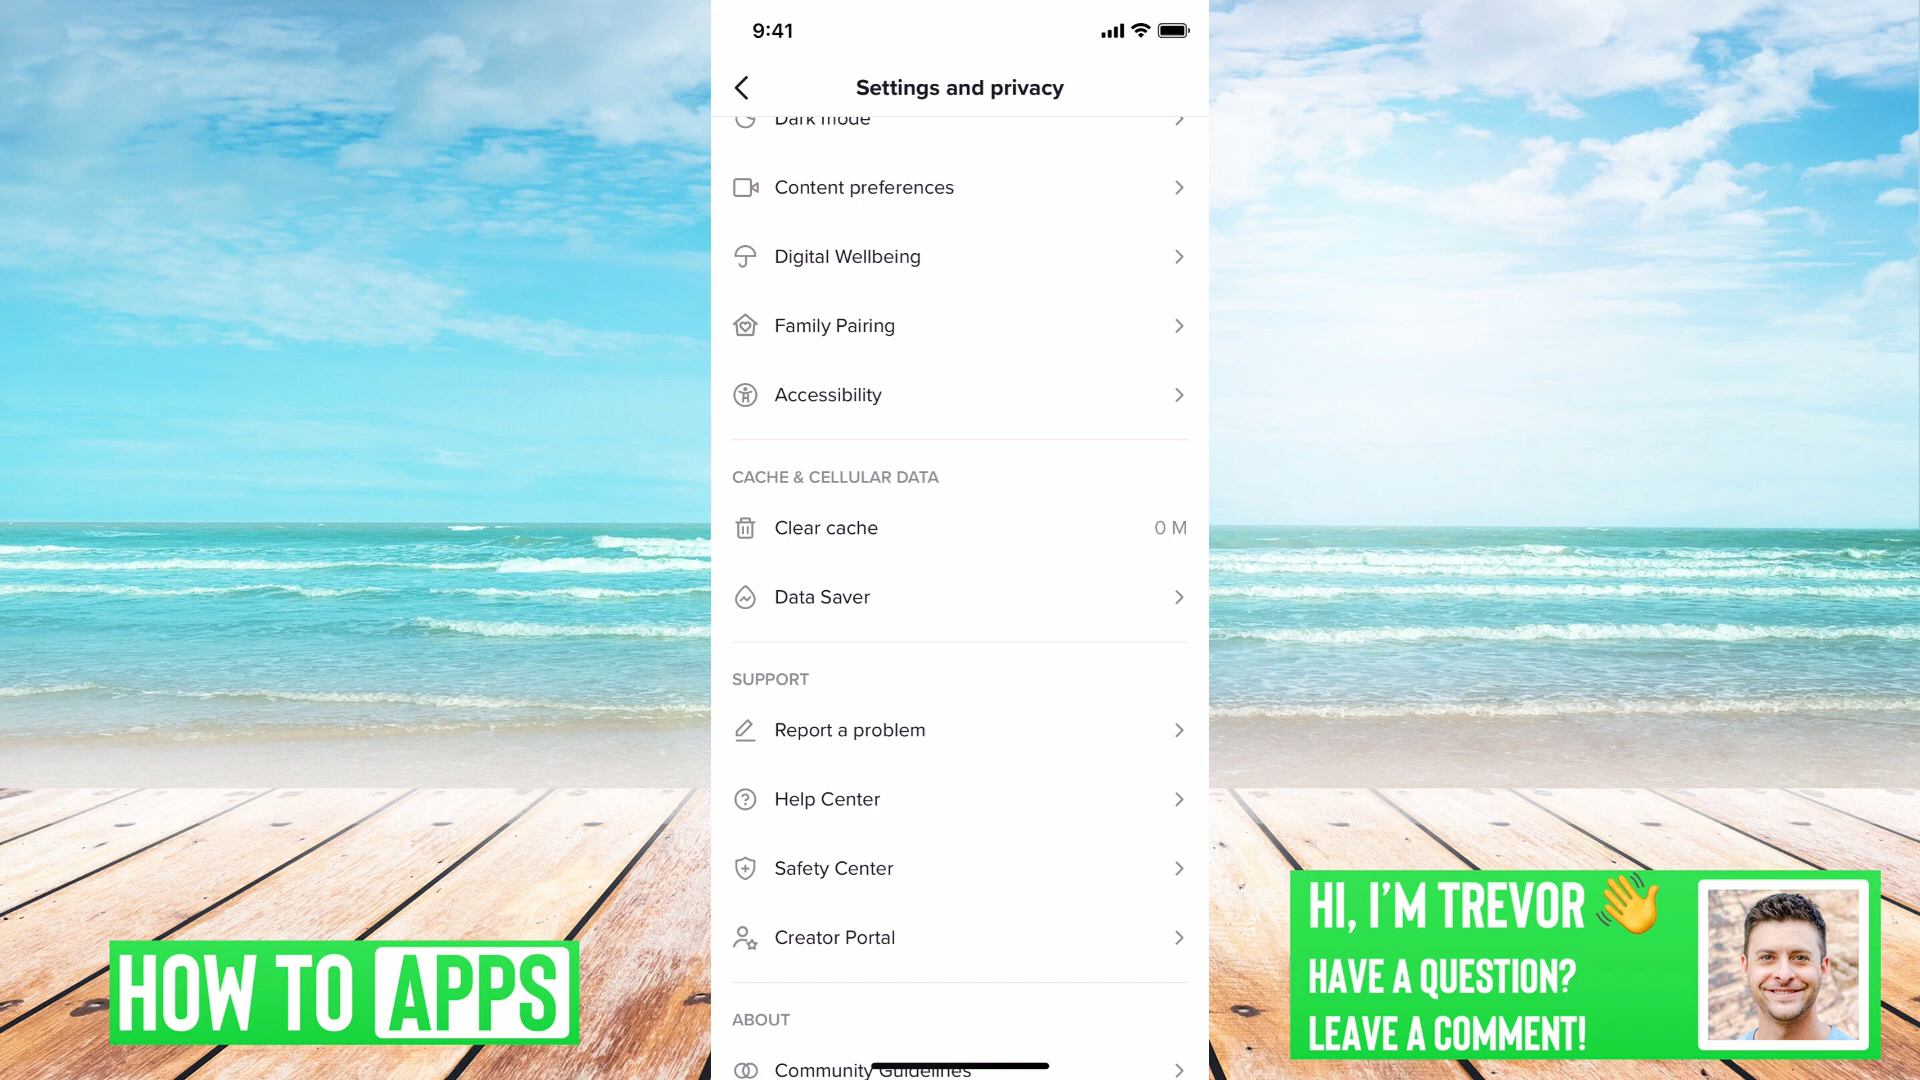 9:41
Settings and privacy
Dark mode
Content preferences
Digital Wellbeing
Family Pairing
Accessibility
CACHE & CELLULAR DATA
Clear cache 0 M
Data Saver
SUPPORT
Report a problem
Help Center
Safety Center
Creator Portal
ABOUT
Community Guidelines
HOW TO APPS
HI, I'M TREVOR
HAVE A QUESTION?
LEAVE A COMMENT!